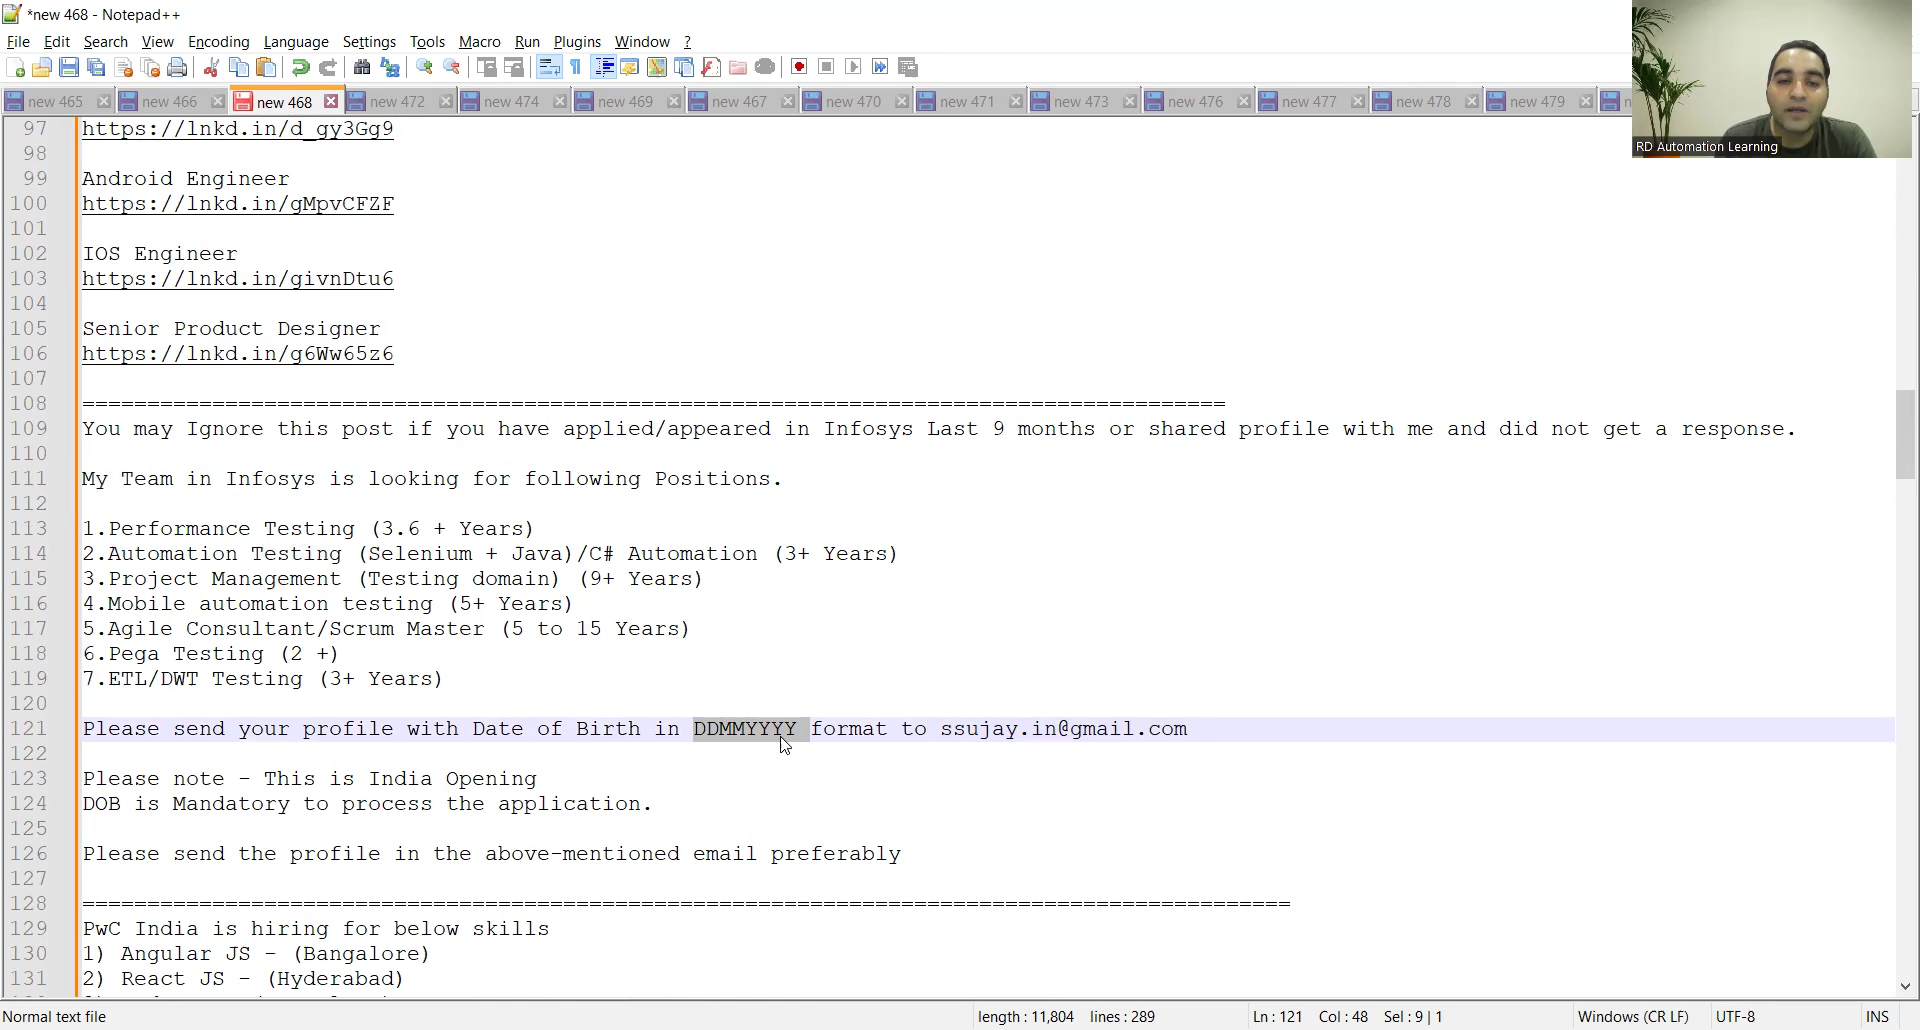 *new 468 - Notepad++
File Edit Search View Encoding Language Settings Tools Macro Run Plugins Window ?
new 465 new 466 new 468 new 472 new 474 new 469 new 467 new 470 new 471 new 473 new 476 new 477 new 478 new 479
RD Automation Learning
97 https://lnkd.in/d_gy3Gg9
98
99 Android Engineer
100 https://lnkd.in/gMpvCFZF
101
102 IOS Engineer
103 https://lnkd.in/givnDtu6
104
105 Senior Product Designer
106 https://lnkd.in/g6Ww65z6
107
108 ========================================================================================
109 You may Ignore this post if you have applied/appeared in Infosys Last 9 months or shared profile with me and did not get a response.
110
111 My Team in Infosys is looking for following Positions.
112
113 1.Performance Testing (3.6 + Years)
114 2.Automation Testing (Selenium + Java)/C# Automation (3+ Years)
115 3.Project Management (Testing domain) (9+ Years)
116 4.Mobile automation testing (5+ Years)
117 5.Agile Consultant/Scrum Master (5 to 15 Years)
118 6.Pega Testing (2 +)
119 7.ETL/DWT Testing (3+ Years)
120
121 Please send your profile with Date of Birth in DDMMYYYY format to ssujay.in@gmail.com
122
123 Please note - This is India Opening
124 DOB is Mandatory to process the application.
125
126 Please send the profile in the above-mentioned email preferably
127
128 =============================================================================================
129 PwC India is hiring for below skills
130 1) Angular JS - (Bangalore)
131 2) React JS - (Hyderabad)
Normal text file length : 11,804 lines : 289 Ln : 121 Col : 48 Sel : 9 | 1 Windows (CR LF) UTF-8 INS